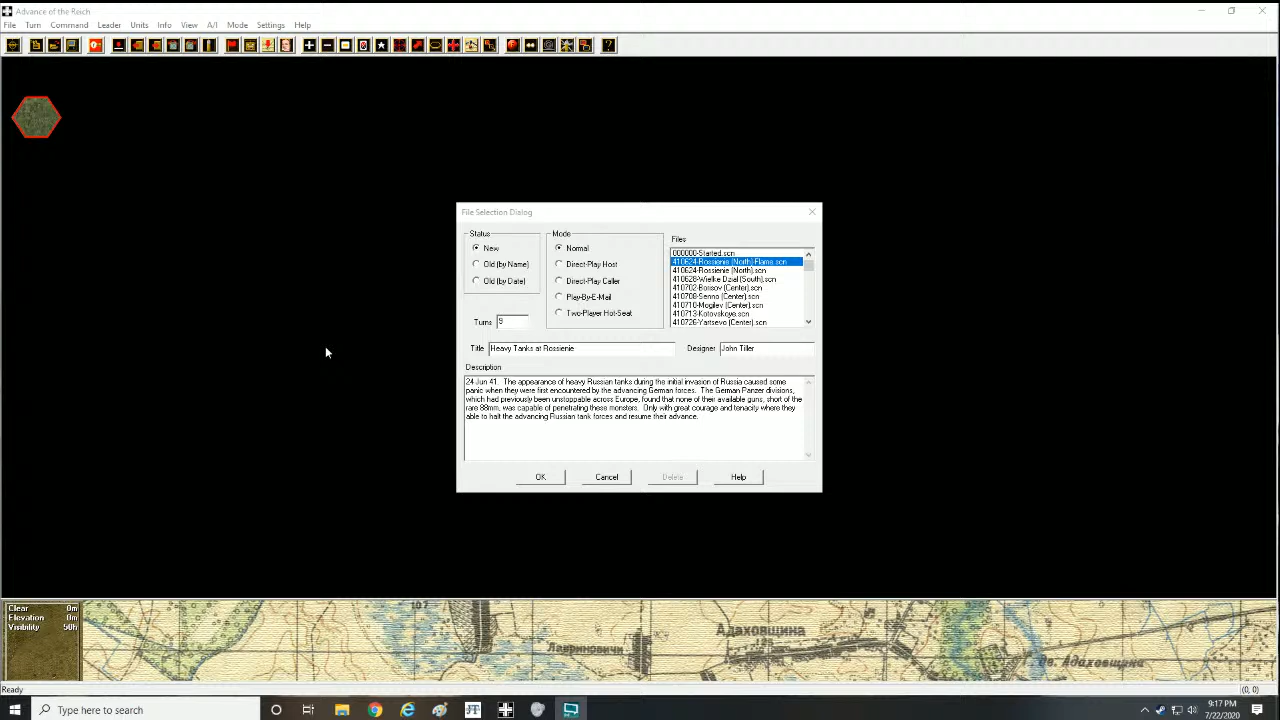 Advance of the Reich
File Turn Command Leader Units Info View A/I Mode Settings Help
File Selection Dialog
Status
New
Old (by Name)
Old (by Date)
Turns 9
Mode
Normal
Direct-Play Host
Direct-Play Caller
Play-By-E-Mail
Two-Player Hot-Seat
Files
000000-Started.scn
410624-Rossienie (North)-Flame.scn
410624-Rossienie (North).scn
410628-Wielke Dzial (South).scn
410702-Borisov (Center).scn
410708-Senno (Center).scn
410710-Mogilev (Center).scn
410713-Kotovskoye.scn
410726-Yartsevo (Center).scn
Title Heavy Tanks at Rossienie Designer John Tiller
Description
24 Jun 41. The appearance of heavy Russian tanks during the initial invasion of Russia caused some
panic when they were first encountered by the advancing German forces. The German Panzer divisions,
which had previously been unstoppable across Europe, found that none of their available guns, short of the
rare 88mm, was capable of penetrating these monsters. Only with great courage and tenacity where they
able to halt the advancing Russian tank forces and resume their advance.
OK Cancel Delete Help
Clear 0m
Elevation 0m
Visibility 50h
107
Лавриновичи
Адаховщина
г. дв. Адаховщина
Ready (0, 0)
Type here to search
JT
9:17 PM
7/22/2020